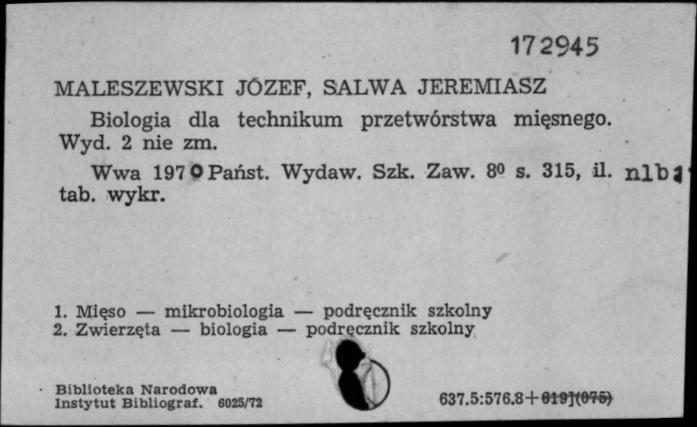 172945
MALESZEWSKI JÓZEF, SALWA JEREMIASZ
Biologia dla technikum przetwórstwa mięsnego.
Wyd. 2 nie zm.
Wwa 1970 Państ. Wydaw. Szk. Zaw. 8⁰ s. 315, il. nlb
tab. wykr.
1. Mięso — mikrobiologia — podręcznik szkolny
2. Zwierzęta — biologia — podręcznik szkolny
Biblioteka Narodowa
Instytut Bibliograf. 6025/72
637.5:576.8+619](075)